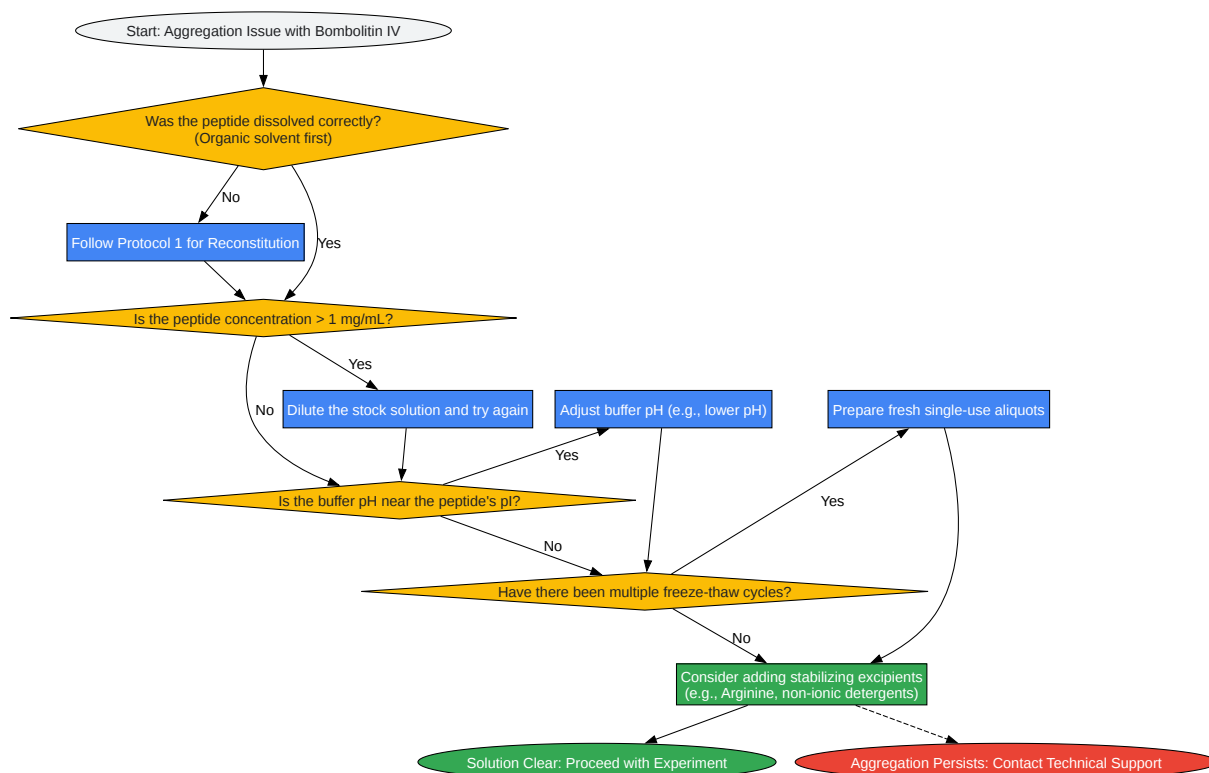 Start: Aggregation Issue with Bombolitin IV
Was the peptide dissolved correctly?
(Organic solvent first)
No
Follow Protocol 1 for Reconstitution
Yes
Is the peptide concentration > 1 mg/mL?
Yes
No
Dilute the stock solution and try again
Adjust buffer pH (e.g., lower pH)
Prepare fresh single-use aliquots
Yes
Is the buffer pH near the peptide's pI?
Yes
No
Have there been multiple freeze-thaw cycles?
No
Consider adding stabilizing excipients
(e.g., Arginine, non-ionic detergents)
Solution Clear: Proceed with Experiment
Aggregation Persists: Contact Technical Support